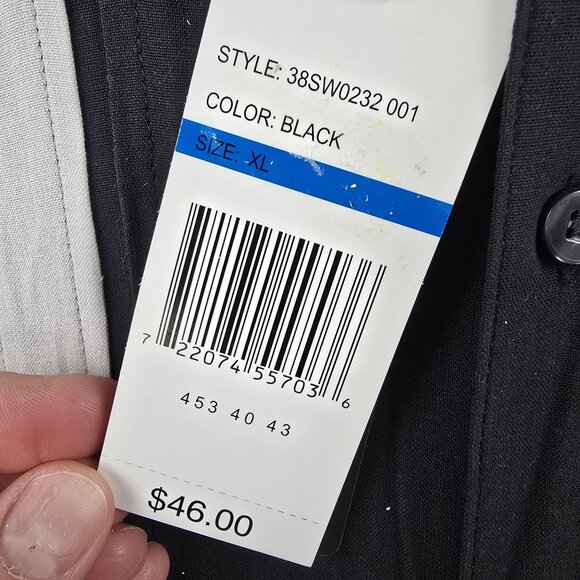 STYLE: 38SW0232 001
COLOR: BLACK
SIZE: XL
7 22074 55703 6
453 40 43
$46.00